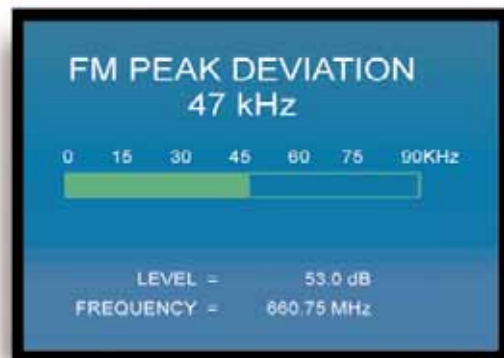 FM PEAK DEVIATION
47 kHz
0 15 30 45 60 75 90KHz
LEVEL = 53.0 dB
FREQUENCY = 660.75 MHz